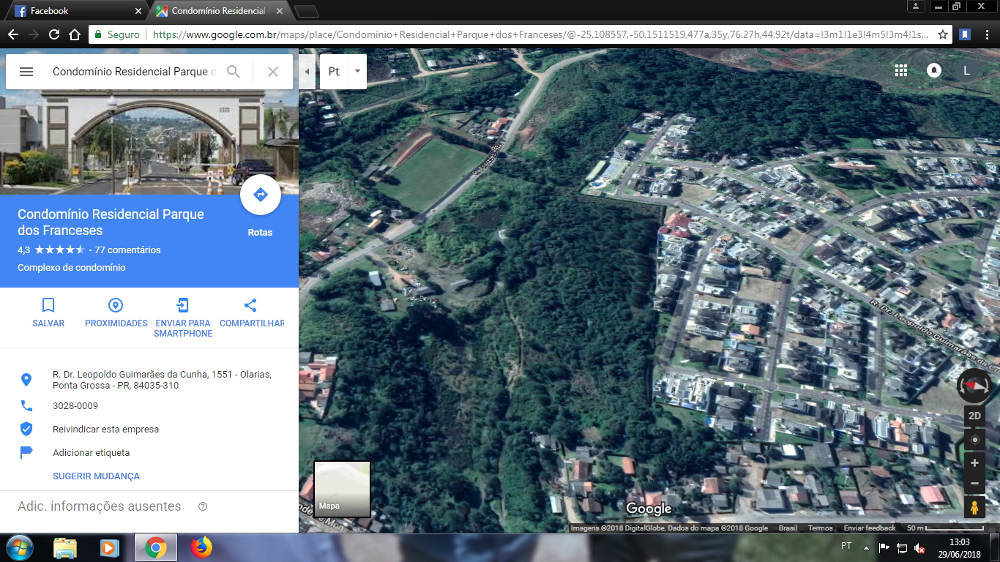 Facebook
Condomínio Residencial
Seguro
https://www.google.com.br/maps/place/Condomínio+Residencial+Parque+dos+Franceses/@-25.108557,-50.1511519,477a,35y,76.27h,44.92t/data=!3m1!1e3!4m5!3m4!1s...
Condomínio Residencial Parque d
Pt
L
Condomínio Residencial Parque
dos Franceses
Rotas
4,3 · 77 comentários
Complexo de condomínio
SALVAR
PROXIMIDADES
ENVIAR PARA
SMARTPHONE
COMPARTILHAR
R. Dr. Leopoldo Guimarães da Cunha, 1551 - Olarias,
Ponta Grossa - PR, 84035-310
3028-0009
Reivindicar esta empresa
Adicionar etiqueta
SUGERIR MUDANÇA
Adic. informações ausentes
R. Dr. Leopoldo Guimarães da C
2D
Mapa
Google
Imagens ©2018 DigitalGlobe, Dados do mapa ©2018 Google
Brasil
Termos
Enviar feedback
50 m
PT
13:03
29/06/2018